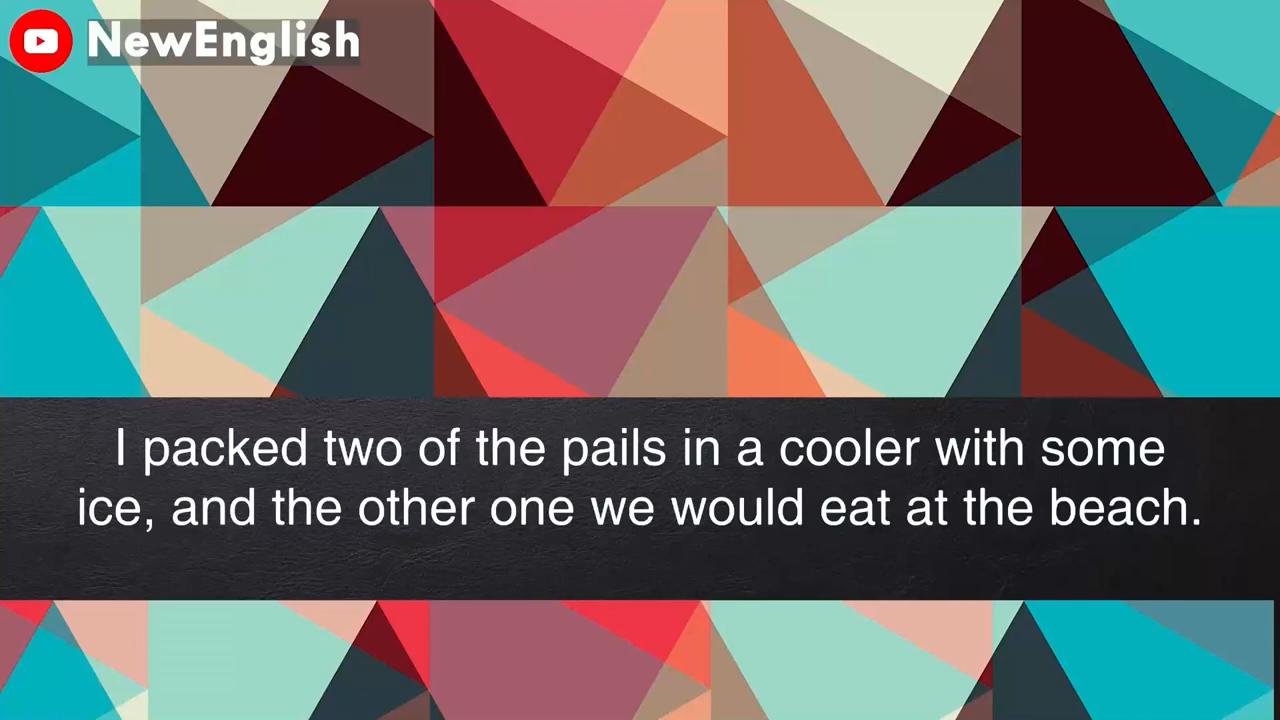 NewEnglish
I packed two of the pails in a cooler with some
ice, and the other one we would eat at the beach.